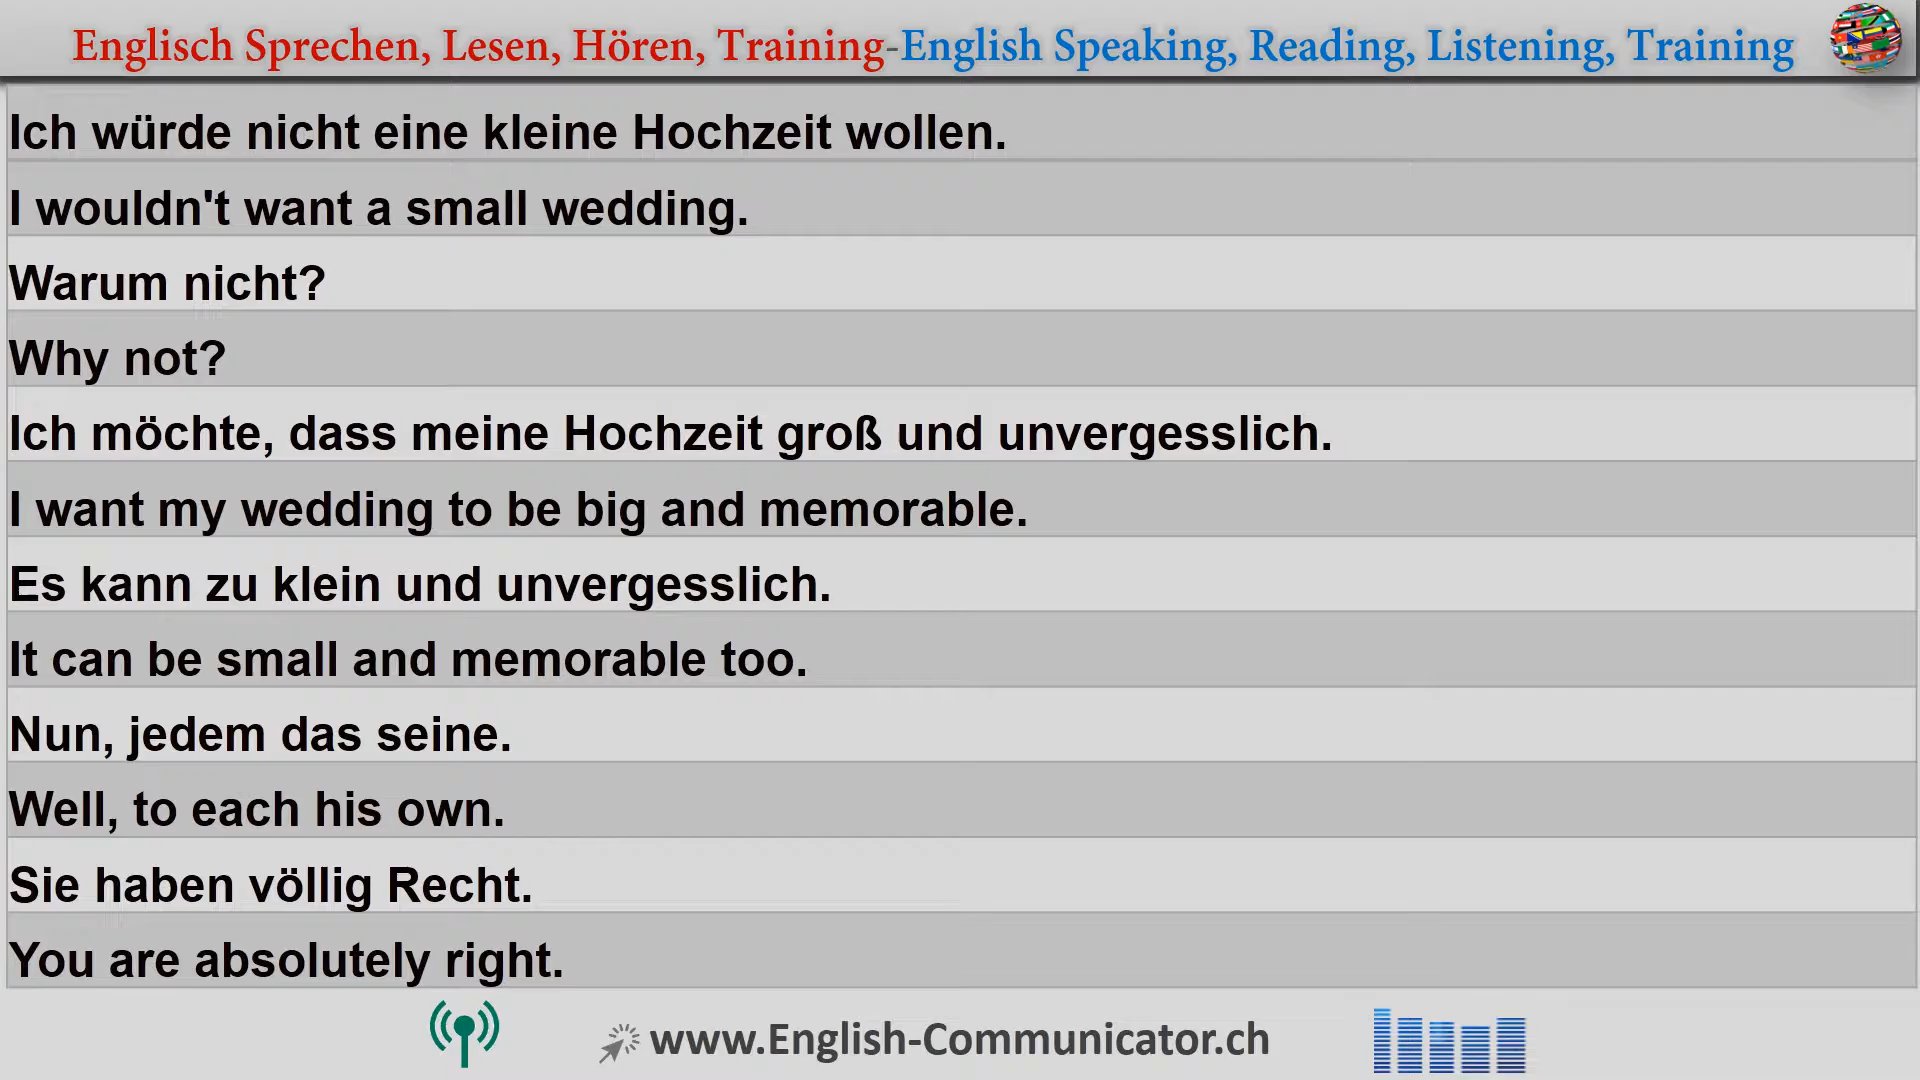 Englisch Sprechen, Lesen, Hören, Training-English Speaking, Reading, Listening, Training
Ich würde nicht eine kleine Hochzeit wollen.
I wouldn't want a small wedding.
Warum nicht?
Why not?
Ich möchte, dass meine Hochzeit groß und unvergesslich.
I want my wedding to be big and memorable.
Es kann zu klein und unvergesslich.
It can be small and memorable too.
Nun, jedem das seine.
Well, to each his own.
Sie haben völlig Recht.
You are absolutely right.
www.English-Communicator.ch